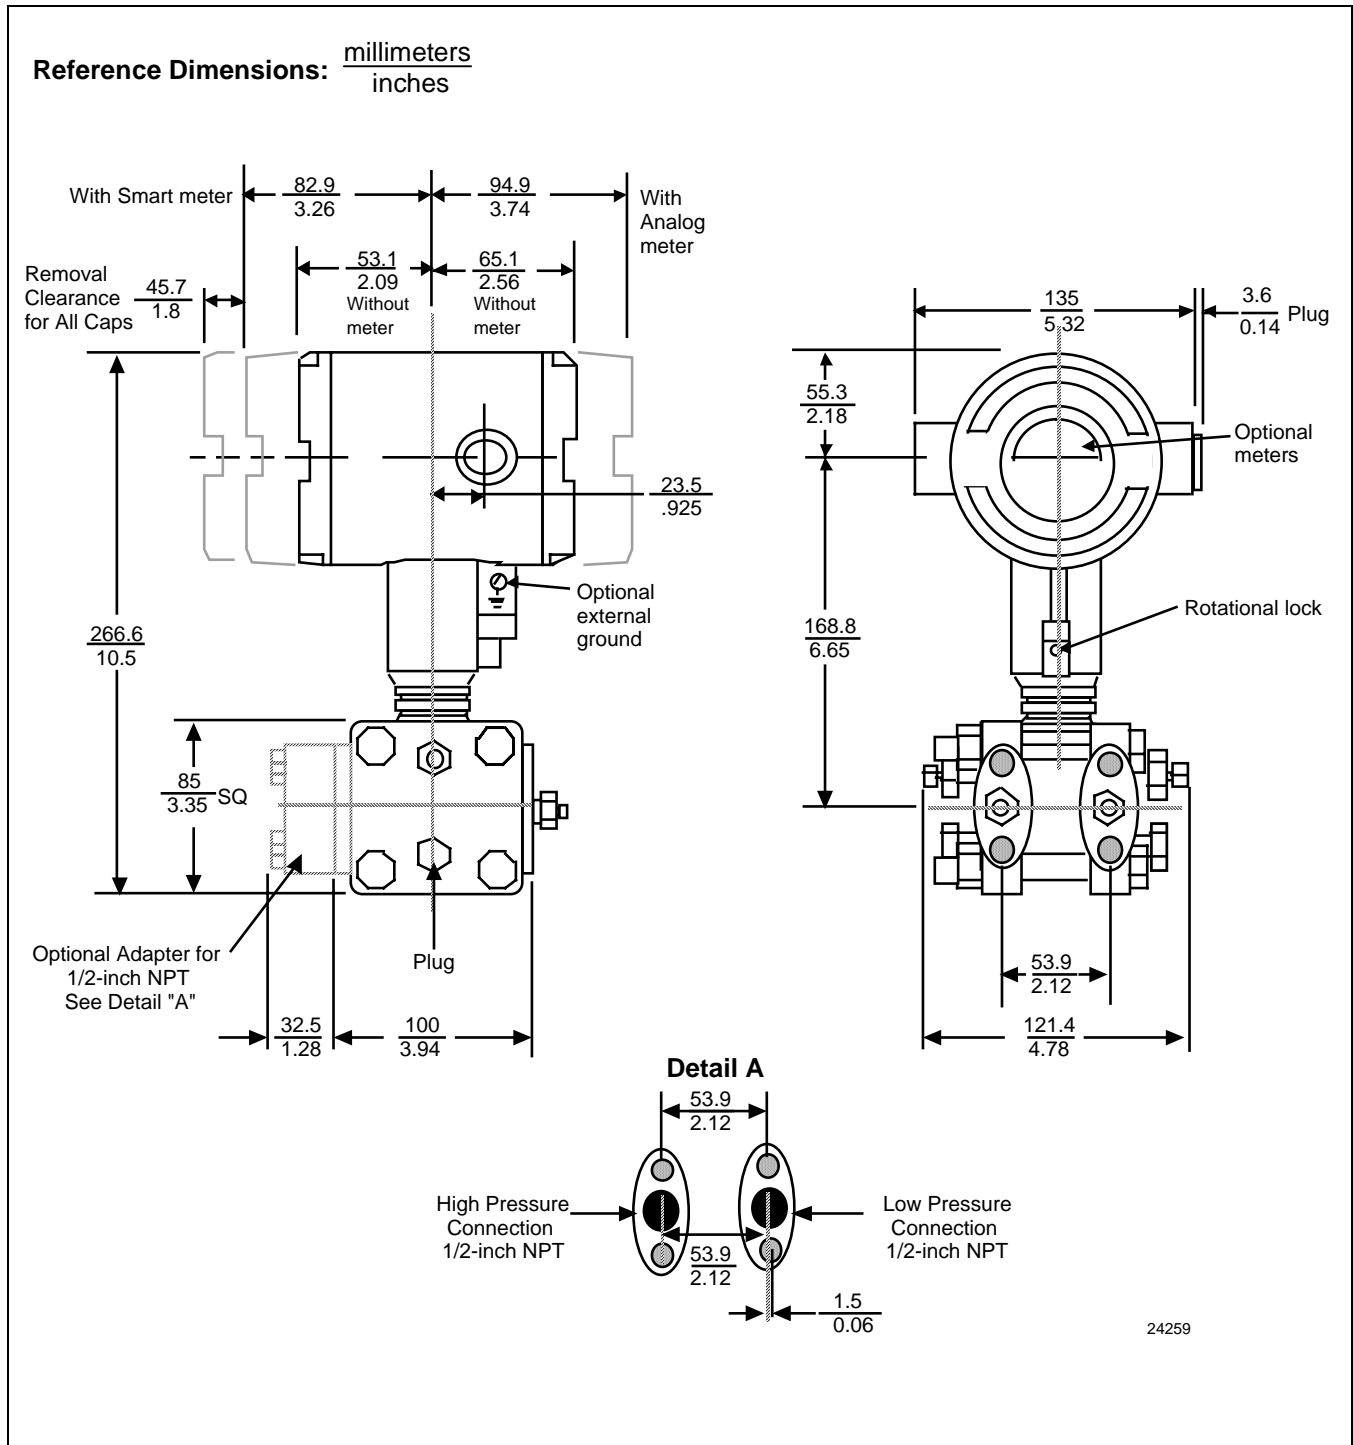 Reference Dimensions: millimeters
inches
With Smart meter
82.9
3.26
94.9
3.74
With
Analog
meter
Removal
Clearance
for All Caps
45.7
1.8
53.1
2.09
Without
meter
65.1
2.56
Without
meter
135
5.32
3.6
0.14
Plug
55.3
2.18
Optional
meters
23.5
.925
Optional
external
ground
Rotational lock
266.6
10.5
168.8
6.65
85
3.35
SQ
Optional Adapter for
1/2-inch NPT
See Detail "A"
Plug
32.5
1.28
100
3.94
53.9
2.12
121.4
4.78
Detail A
53.9
2.12
High Pressure
Connection
1/2-inch NPT
Low Pressure
Connection
1/2-inch NPT
53.9
2.12
1.5
0.06
24259